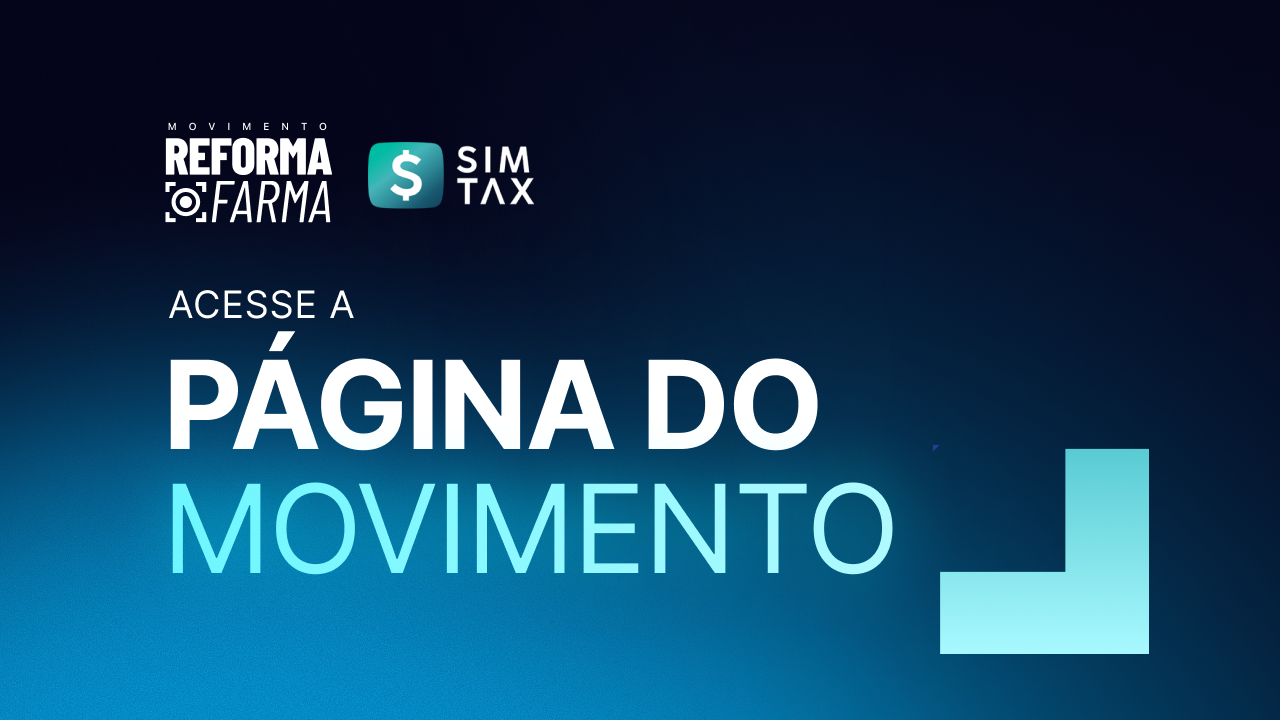 MOVIMENTO
REFORMA
FARMA
$ SIM
TAX
ACESSE A
PÁGINA DO
MOVIMENTO